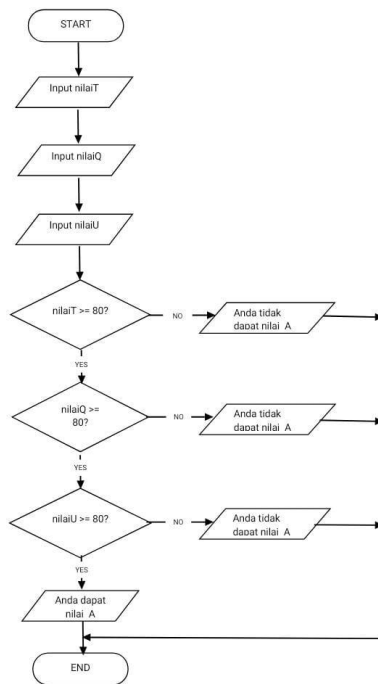 START
Input nilaiT
Input nilaiQ
Input nilaiU
nilaiT >= 80?
NO
Anda tidak
dapat nilai A
YES
nilaiQ >=
80?
NO
Anda tidak
dapat nilai A
YES
nilaiU >= 80?
NO
Anda tidak
dapat nilai A
YES
Anda dapat
nilai A
END